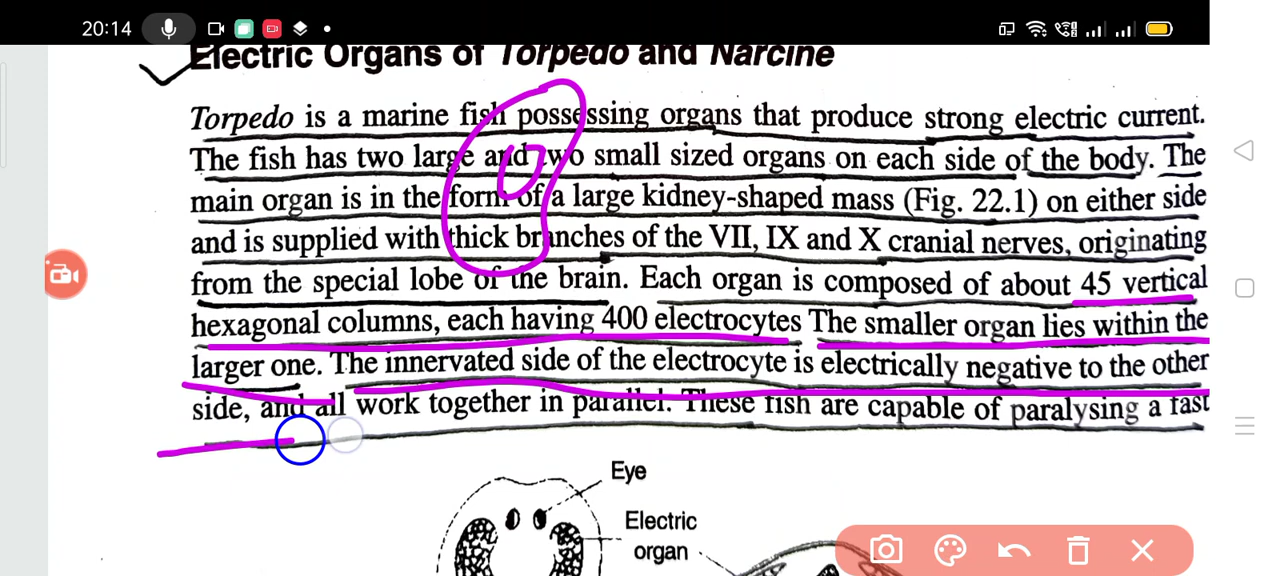 20:14
Electric Organs of Torpedo and Narcine
Torpedo is a marine fish possessing organs that produce strong electric current.
The fish has two large and two small sized organs on each side of the body. The
main organ is in the form of a large kidney-shaped mass (Fig. 22.1) on either side
and is supplied with thick branches of the VII, IX and X cranial nerves, originating
from the special lobe of the brain. Each organ is composed of about 45 vertical
hexagonal columns, each having 400 electrocytes The smaller organ lies within the
larger one. The innervated side of the electrocyte is electrically negative to the other
side, and all work together in parallel. These fish are capable of paralysing a fast
Eye
Electric
organ